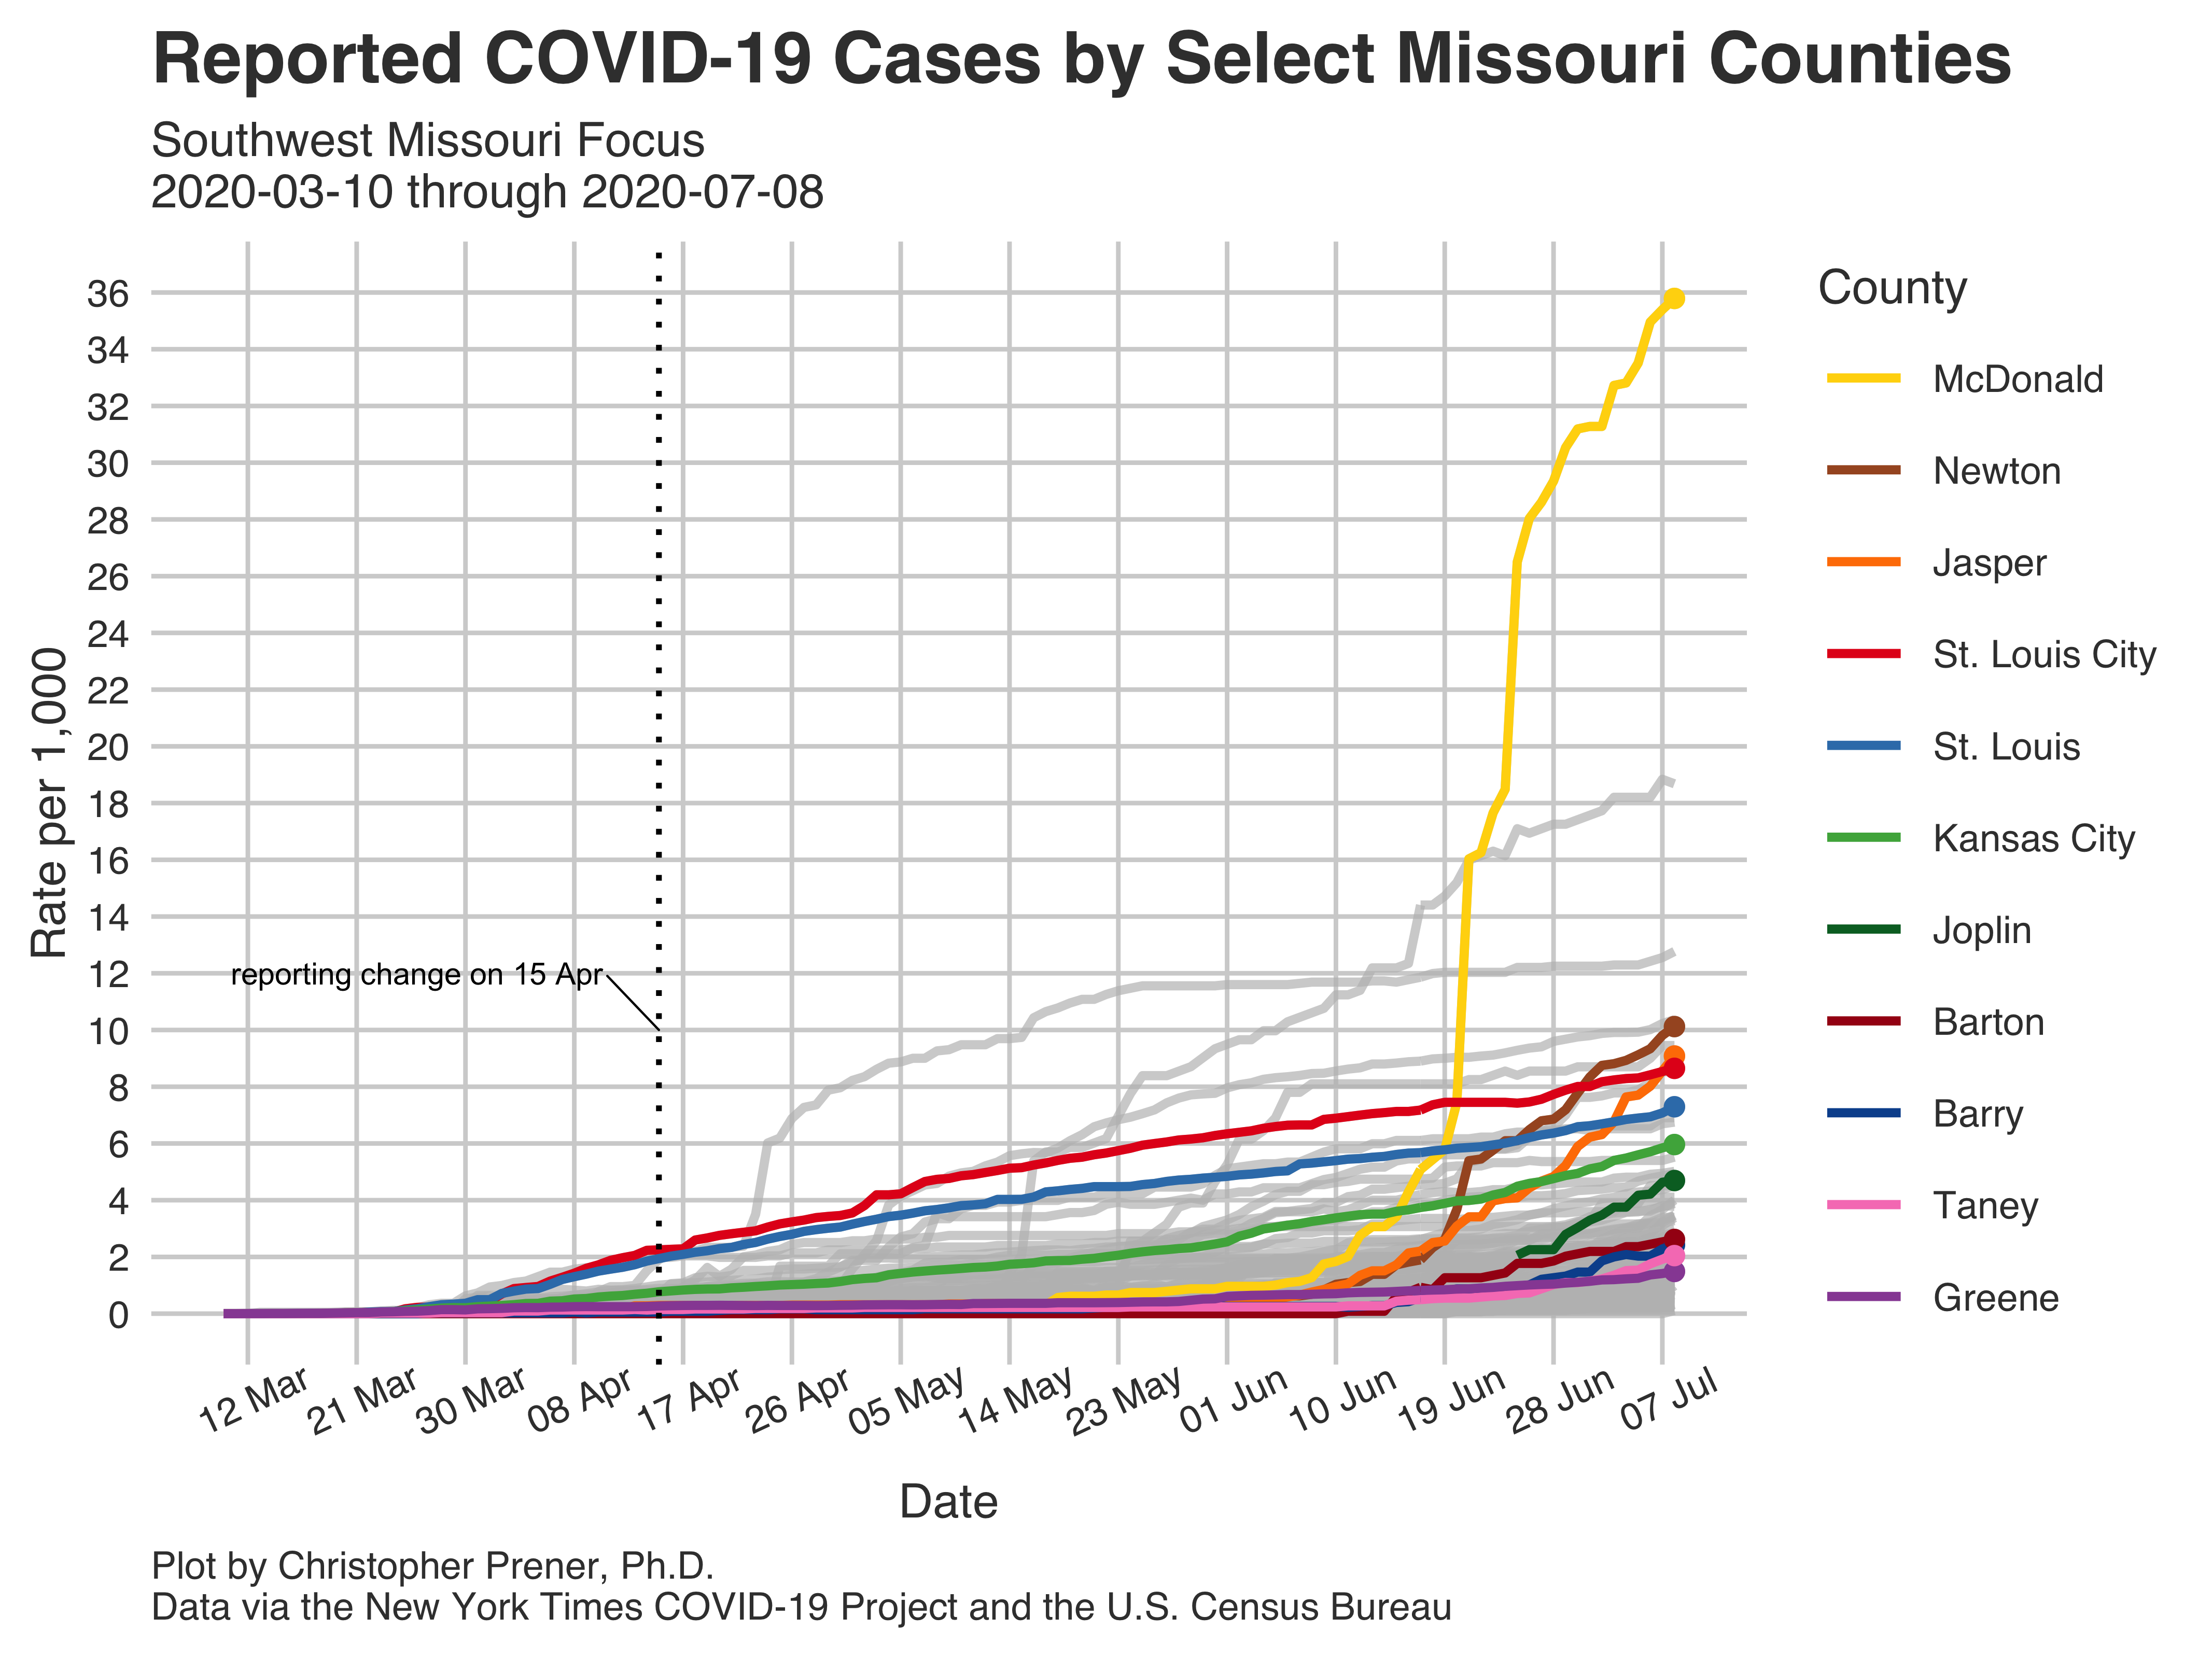 Reported COVID-19 Cases by Select Missouri Counties
Southwest Missouri Focus
2020-03-10 through 2020-07-08
Rate per 1,000
36
34
32
30
28
26
24
22
20
18
16
14
12
10
8
6
4
2
0
reporting change on 15 Apr
12 Mar
21 Mar
30 Mar
08 Apr
17 Apr
26 Apr
05 May
14 May
23 May
01 Jun
10 Jun
19 Jun
28 Jun
07 Jul
Date
County
McDonald
Newton
Jasper
St. Louis City
St. Louis
Kansas City
Joplin
Barton
Barry
Taney
Greene
Plot by Christopher Prener, Ph.D.
Data via the New York Times COVID-19 Project and the U.S. Census Bureau